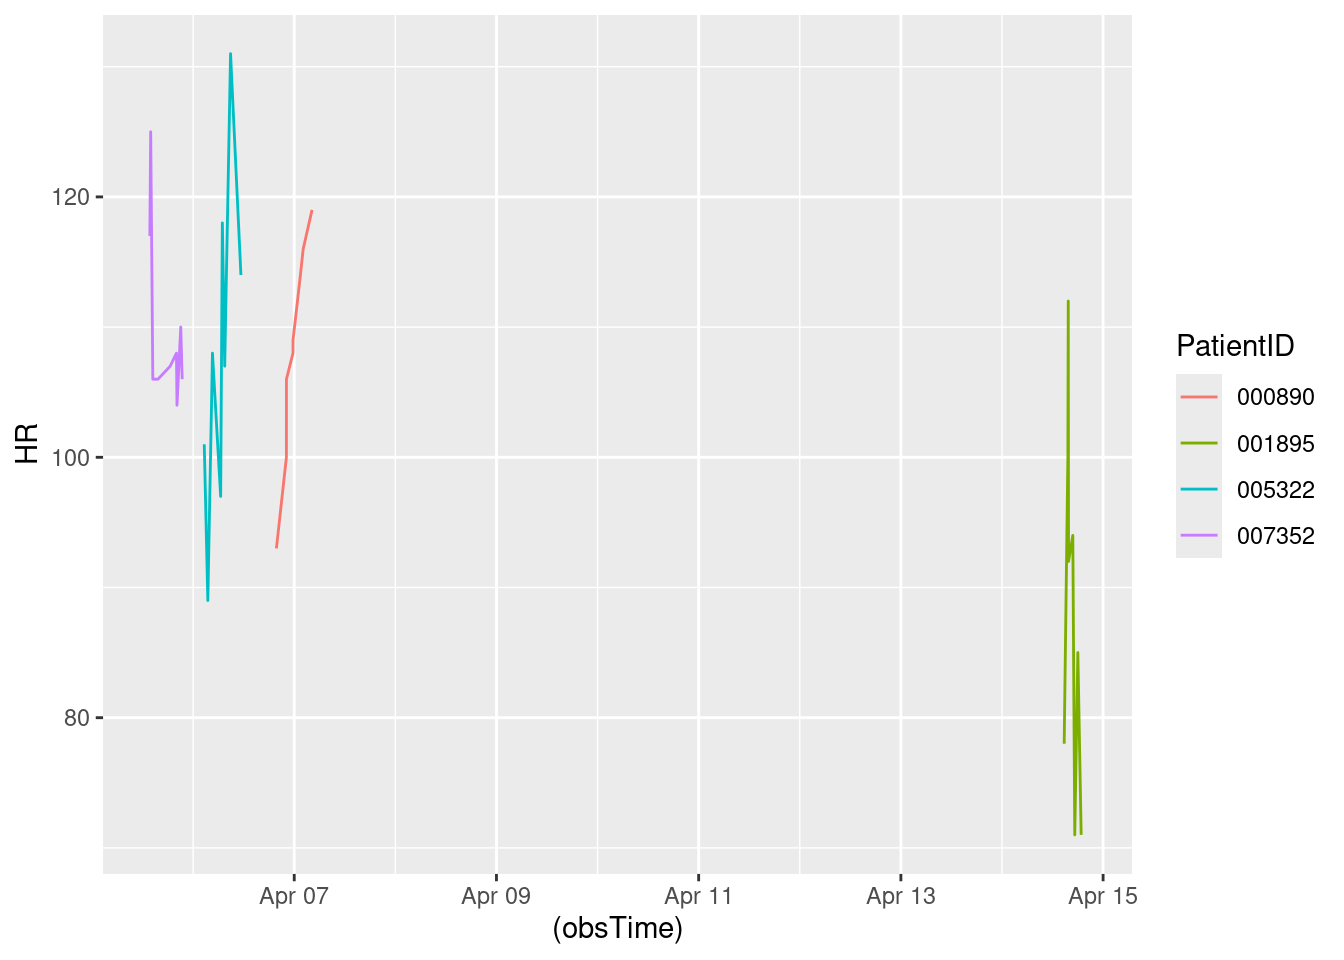 HR
120
100
80
Apr 07
Apr 09
Apr 11
Apr 13
Apr 15
(obsTime)
PatientID
000890
001895
005322
007352